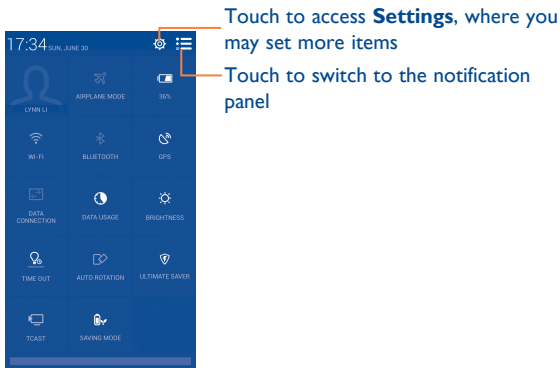 Touch to access Settings, where you
may set more items
Touch to switch to the notification
panel
17:34 SUN, JUNE 30
LYNN LI
AIRPLANE MODE
36%
WI-FI
BLUETOOTH
GPS
DATA
CONNECTION
DATA USAGE
BRIGHTNESS
TIME OUT
AUTO ROTATION
ULTIMATE SAVER
TCAST
SAVING MODE